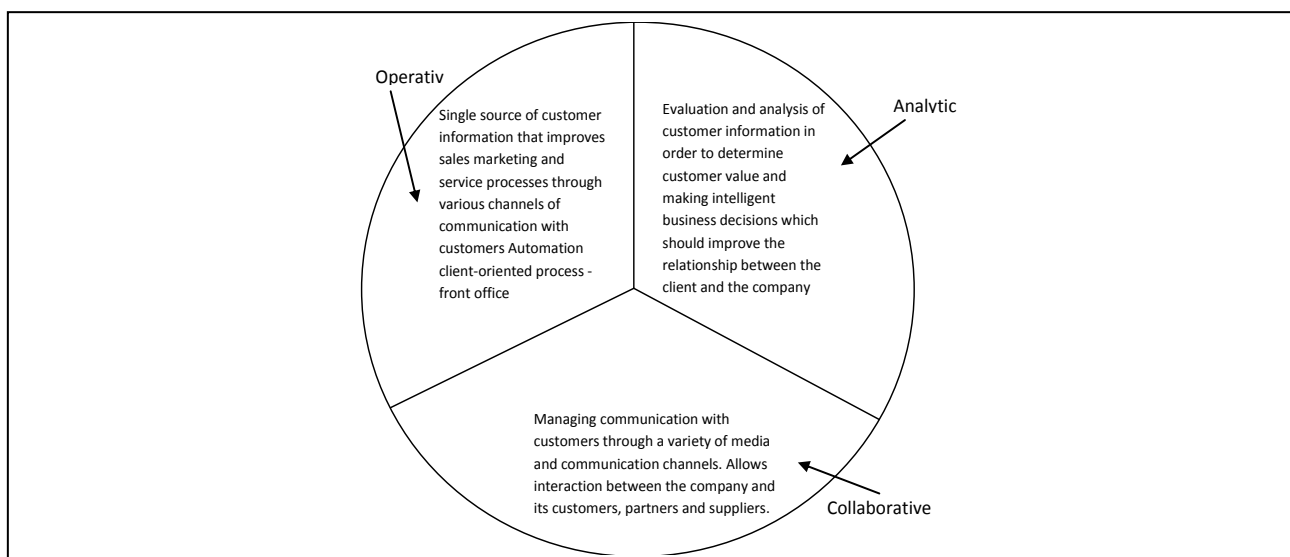 Operativ
Single source of customer
information that improves
sales marketing and
service processes through
various channels of
communication with
customers Automation
client-oriented process -
front office
Analytic
Evaluation and analysis of
customer information in
order to determine
customer value and
making intelligent
business decisions which
should improve the
relationship between the
client and the company
Managing communication with
customers through a variety of media
and communication channels. Allows
interaction between the company and
its customers, partners and suppliers.
Collaborative